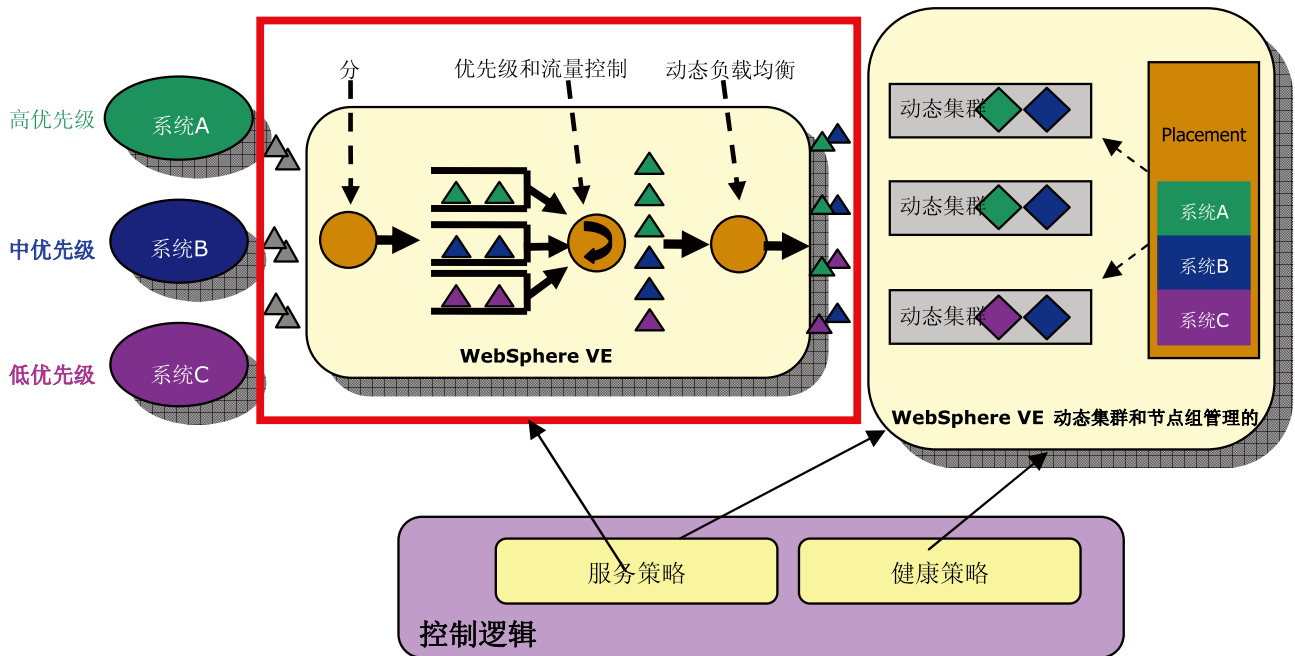 分
优先级和流量控制
动态负载均衡
高优先级
系统A
中优先级
系统B
低优先级
系统C
WebSphere VE
动态集群
动态集群
动态集群
Placement
系统A
系统B
系统C
WebSphere VE 动态集群和节点组管理的
服务策略
健康策略
控制逻辑